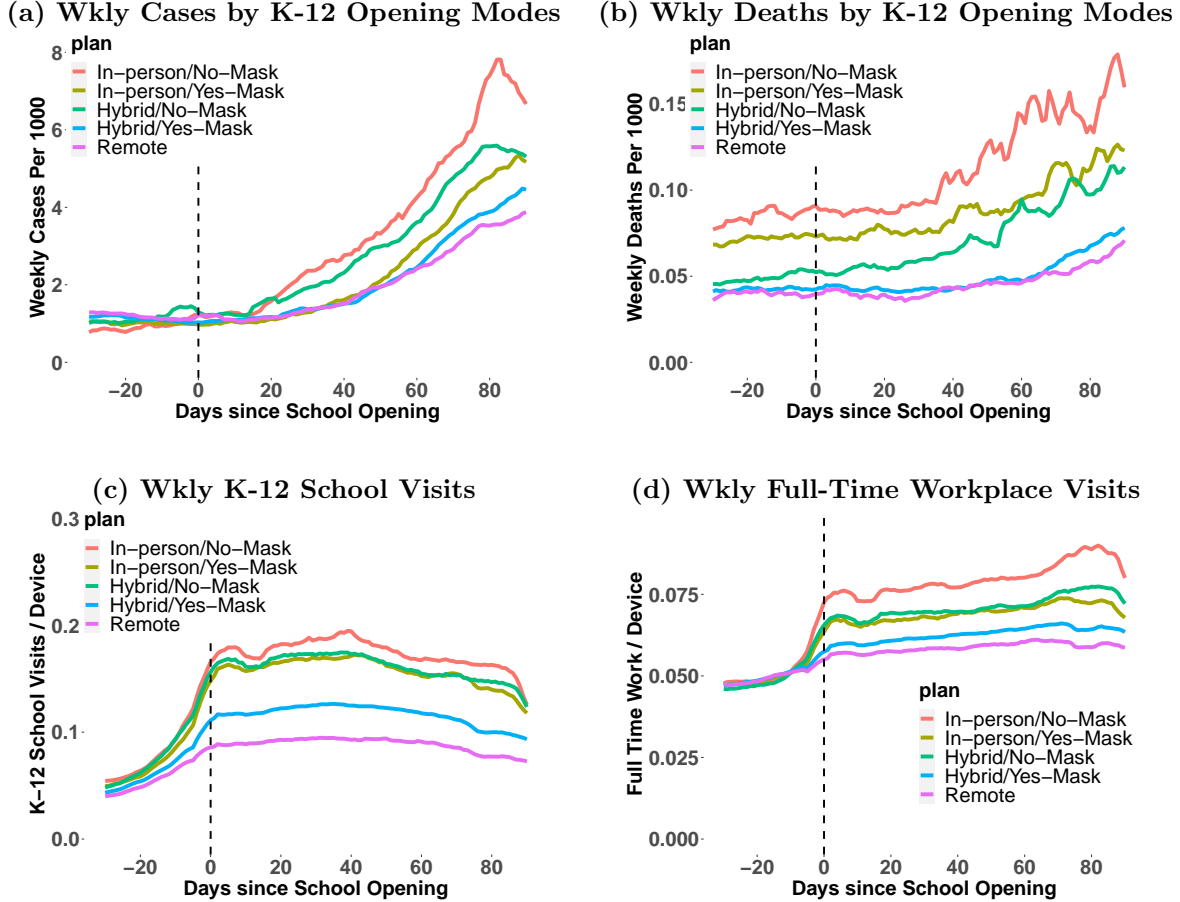 (a) Wkly Cases by K-12 Opening Modes
plan
In−person/No−Mask
In−person/Yes−Mask
Hybrid/No−Mask
Hybrid/Yes−Mask
Remote
Weekly Cases Per 1000
8
6
4
2
0
−20 0 20 40 60 80
Days since School Opening
(b) Wkly Deaths by K-12 Opening Modes
plan
In−person/No−Mask
In−person/Yes−Mask
Hybrid/No−Mask
Hybrid/Yes−Mask
Remote
Weekly Deaths Per 1000
0.15
0.10
0.05
0.00
−20 0 20 40 60 80
Days since School Opening
(c) Wkly K-12 School Visits
plan
In−person/No−Mask
In−person/Yes−Mask
Hybrid/No−Mask
Hybrid/Yes−Mask
Remote
K−12 School Visits / Device
0.3
0.2
0.1
0.0
−20 0 20 40 60 80
Days since School Opening
(d) Wkly Full-Time Workplace Visits
Full Time Work / Device
0.075
0.050
0.025
0.000
plan
In−person/No−Mask
In−person/Yes−Mask
Hybrid/No−Mask
Hybrid/Yes−Mask
Remote
−20 0 20 40 60 80
Days since School Opening